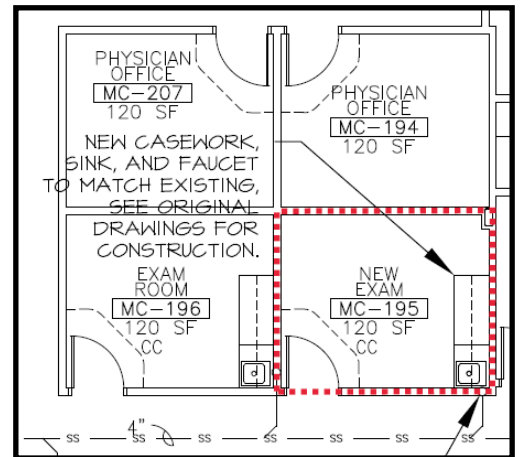 PHYSICIAN
OFFICE
MC-207
120 SF
PHYSICIAN
OFFICE
MC-194
120 SF
NEW CASEWORK,
SINK, AND FAUCET
TO MATCH EXISTING,
SEE ORIGINAL
DRAWINGS FOR
CONSTRUCTION.
EXAM
ROOM
MC-196
120 SF
CC
NEW
EXAM
MC-195
120 SF
CC
4"
SS SS SS SS SS SS SS